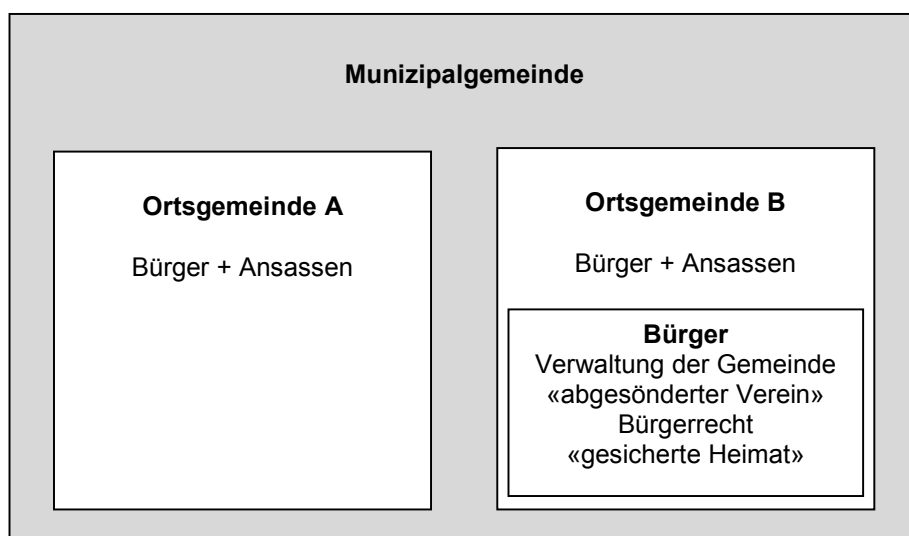 Munizipalgemeinde
Ortsgemeinde A
Bürger + Ansassen
Ortsgemeinde B
Bürger + Ansassen
Bürger
Verwaltung der Gemeinde
«abgesönderter Verein»
Bürgerrecht
«gesicherte Heimat»